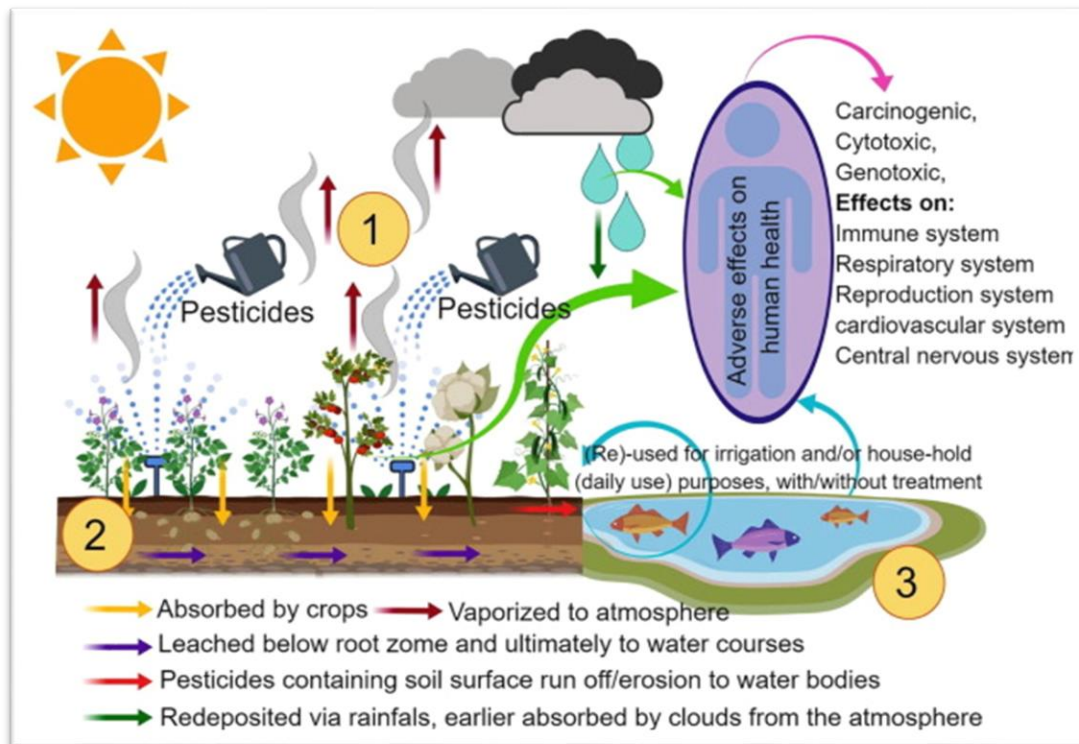 Carcinogenic,
Cytotoxic,
Genotoxic,
Effects on:
Immune system
Respiratory system
Reproduction system
cardiovascular system
Central nervous system
Adverse effects on
human health
1
Pesticides
Pesticides
(Re)-used for irrigation and/or house-hold
(daily use) purposes, with/without treatment
2
3
Absorbed by crops
Vaporized to atmosphere
Leached below root zome and ultimately to water courses
Pesticides containing soil surface run off/erosion to water bodies
Redeposited via rainfals, earlier absorbed by clouds from the atmosphere